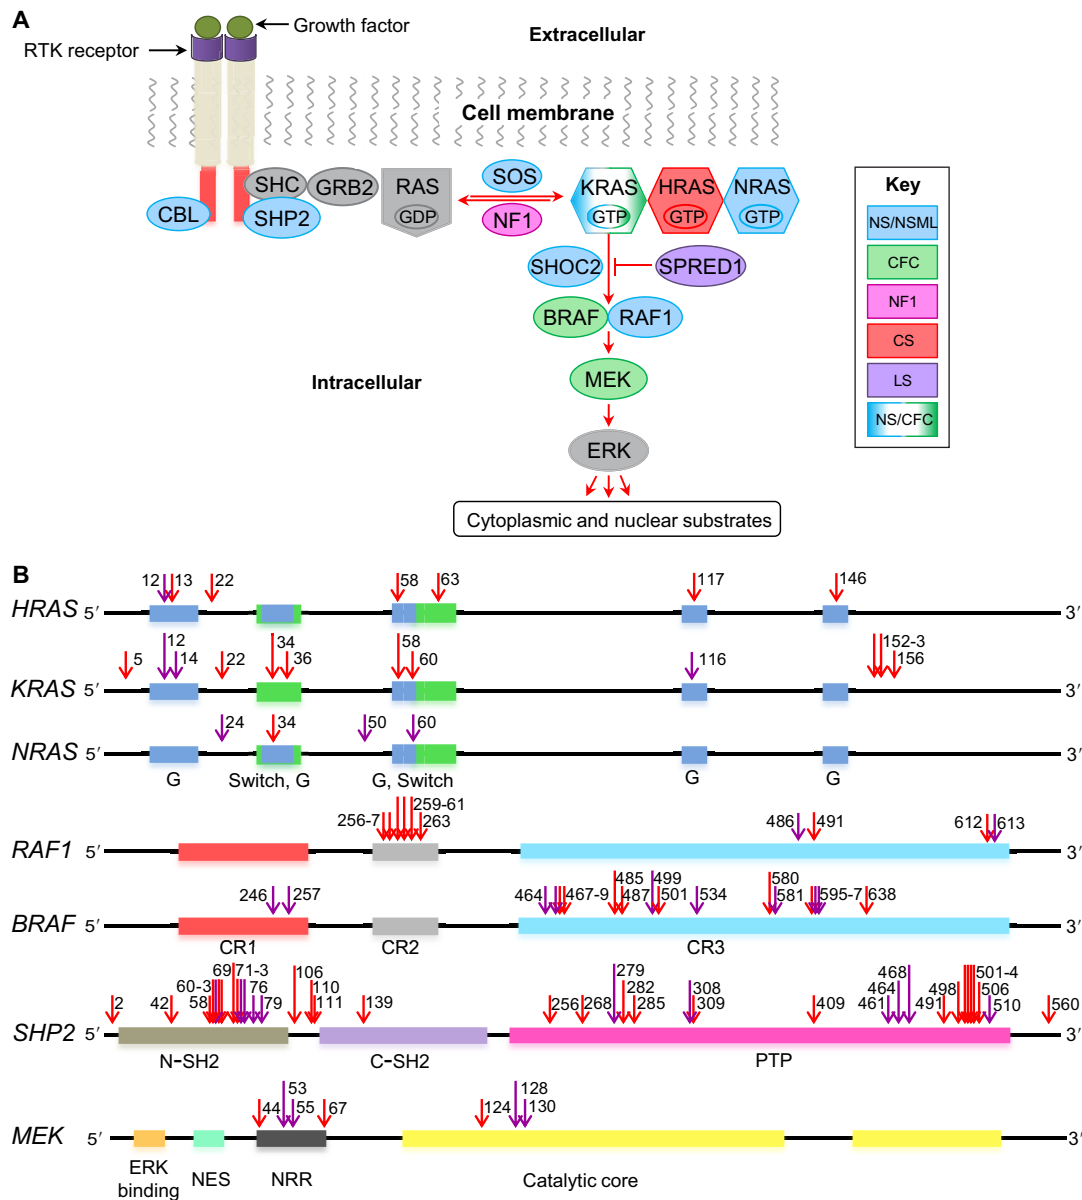 A
Growth factor
RTK receptor
Extracellular
Cell membrane
SHC
GRB2
RAS
GDP
CBL
SHP2
SOS
NF1
KRAS
GTP
HRAS
GTP
NRAS
GTP
SHOC2
SPRED1
BRAF
RAF1
Intracellular
MEK
ERK
Cytoplasmic and nuclear substrates
Key
NS/NSML
CFC
NF1
CS
LS
NS/CFC
B
12 13 22 58 63 117 146
HRAS 5′ 3′
12 34 58 152-3
5 14 22 36 60 116 156
KRAS 5′ 3′
24 34 50 60
NRAS 5′ 3′
G Switch, G G, Switch G G
259-61
256-7 263 486 491 612 613
RAF1 5′ 3′
485 499 580
246 257 464 467-9 487 501 534 581 595-7 638
BRAF 5′ 3′
CR1 CR2 CR3
69 71-3 106 279 468 501-4
60-3 76 110 282 308 464 498 506
2 42 58 79 111 139 256 268 285 309 409 461 491 510 560
SHP2 5′ 3′
N-SH2 C-SH2 PTP
53 128
44 55 67 124 130
MEK 5′ 3′
ERK
binding
NES NRR Catalytic core